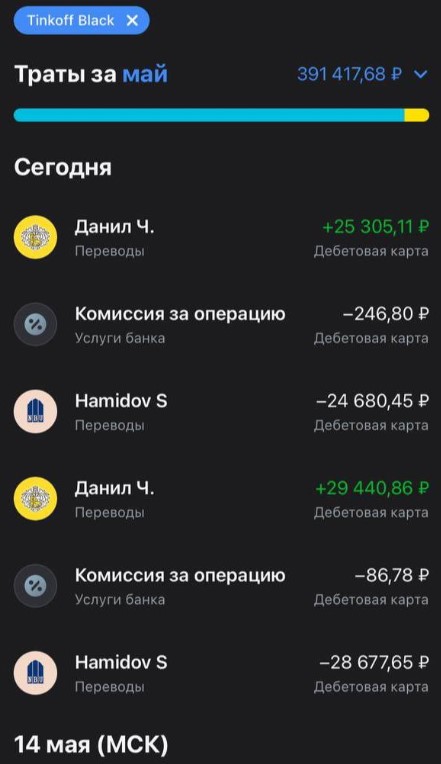 Tinkoff Black ✕
Траты за май 391 417,68 ₽
Сегодня
Данил Ч. +25 305,11 ₽
Переводы Дебетовая карта
Комиссия за операцию −246,80 ₽
Услуги банка Дебетовая карта
Hamidov S −24 680,45 ₽
Переводы Дебетовая карта
Данил Ч. +29 440,86 ₽
Переводы Дебетовая карта
Комиссия за операцию −86,78 ₽
Услуги банка Дебетовая карта
Hamidov S −28 677,65 ₽
Переводы Дебетовая карта
14 мая (МСК)